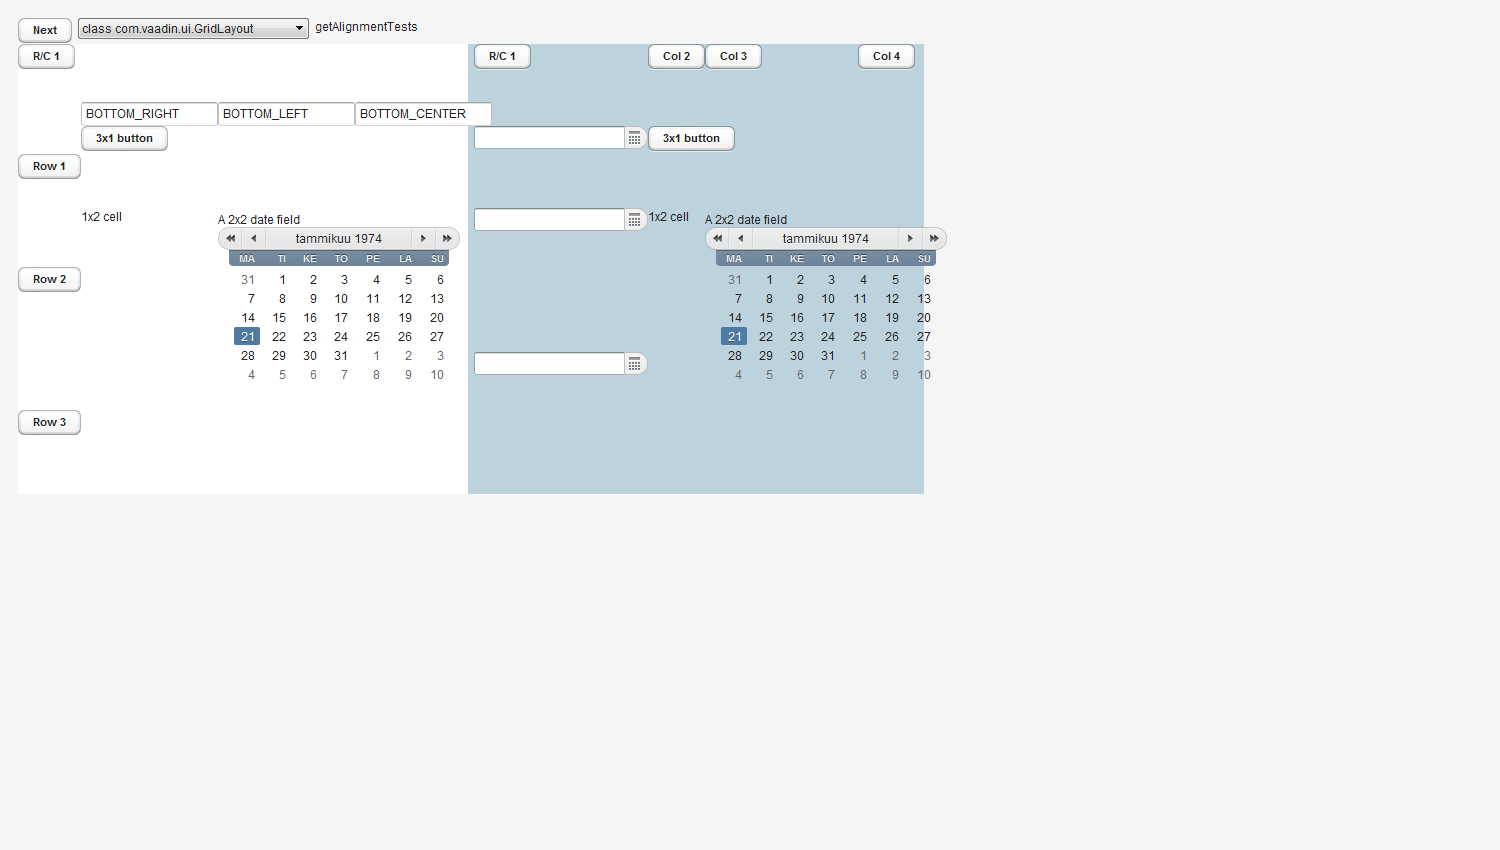 Next class com.vaadin.ui.GridLayout getAlignmentTests
R/C 1 R/C 1 Col 2 Col 3 Col 4
BOTTOM_RIGHT BOTTOM_LEFT BOTTOM_CENTER
3x1 button 3x1 button
Row 1
1x2 cell A 2x2 date field 1x2 cell A 2x2 date field
tammikuu 1974 tammikuu 1974
MA TI KE TO PE LA SU MA TI KE TO PE LA SU
Row 2 31 1 2 3 4 5 6 31 1 2 3 4 5 6
7 8 9 10 11 12 13 7 8 9 10 11 12 13
14 15 16 17 18 19 20 14 15 16 17 18 19 20
21 22 23 24 25 26 27 21 22 23 24 25 26 27
28 29 30 31 1 2 3 28 29 30 31 1 2 3
4 5 6 7 8 9 10 4 5 6 7 8 9 10
Row 3